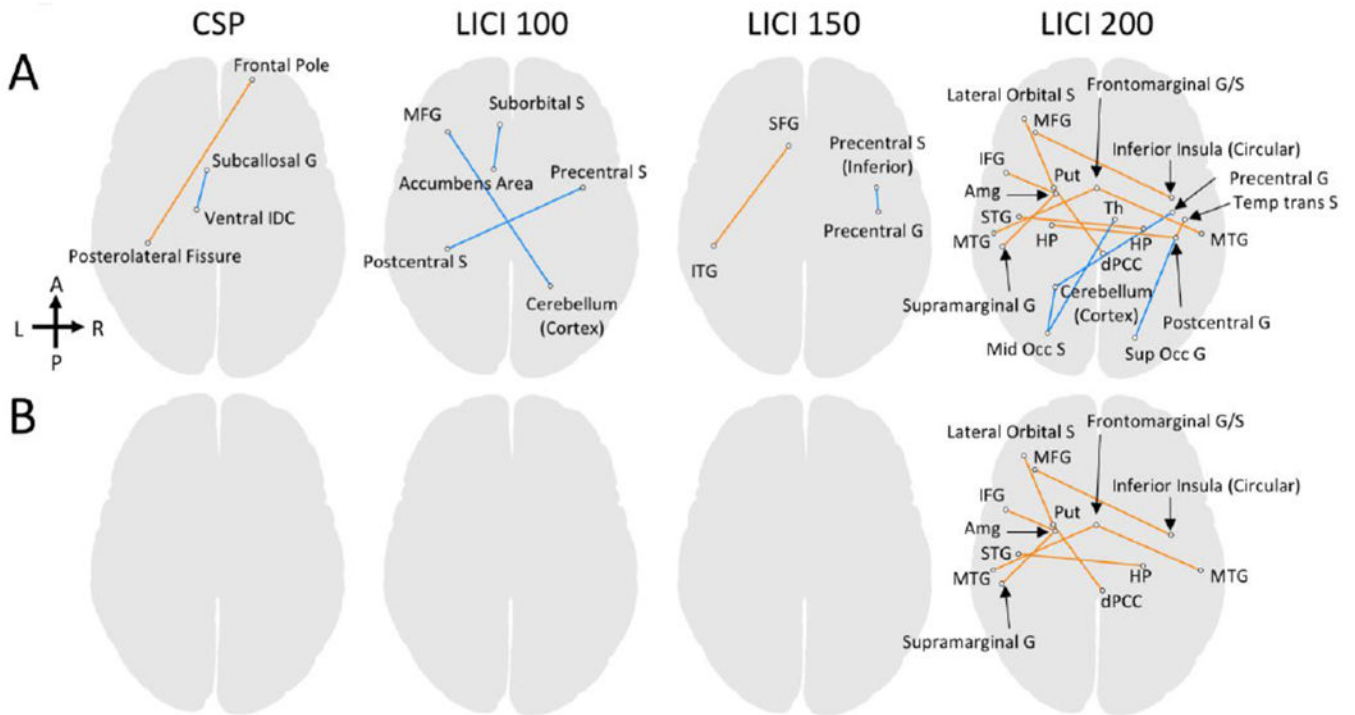 CSP
LICI 100
LICI 150
LICI 200
A
Frontal Pole
Subcallosal G
Ventral IDC
Posterolateral Fissure
A
L
R
P
MFG
Suborbital S
Accumbens Area
Precentral S
Postcentral S
Cerebellum
(Cortex)
SFG
Precentral S
(Inferior)
Precentral G
ITG
Frontomarginal G/S
Lateral Orbital S
MFG
IFG
Put
Inferior Insula (Circular)
Amg
Precentral G
Th
Temp trans S
STG
MTG
HP
HP
MTG
dPCC
Supramarginal G
Cerebellum
(Cortex)
Postcentral G
Mid Occ S
Sup Occ G
B
Frontomarginal G/S
Lateral Orbital S
MFG
IFG
Inferior Insula (Circular)
Put
Amg
STG
MTG
HP
MTG
dPCC
Supramarginal G